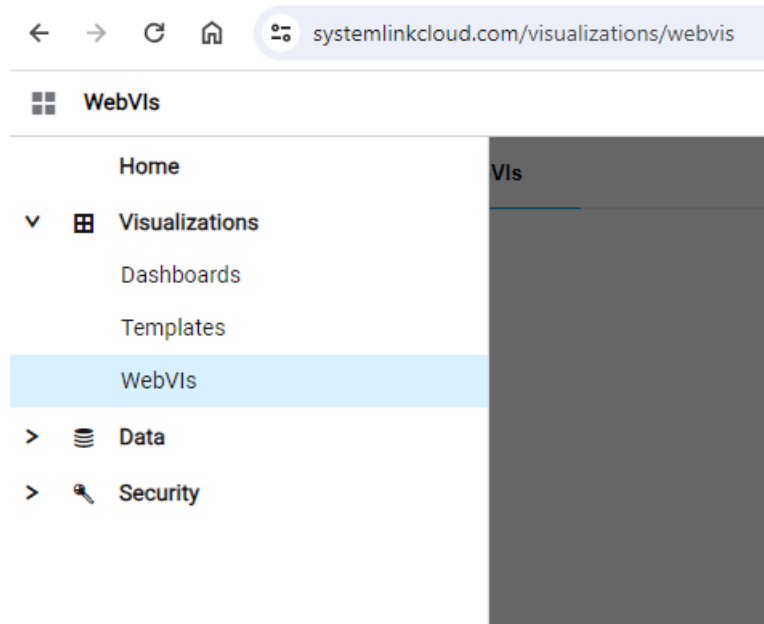 systemlinkcloud.com/visualizations/webvis
WebVIs
Home
VIs
Visualizations
Dashboards
Templates
WebVIs
Data
Security